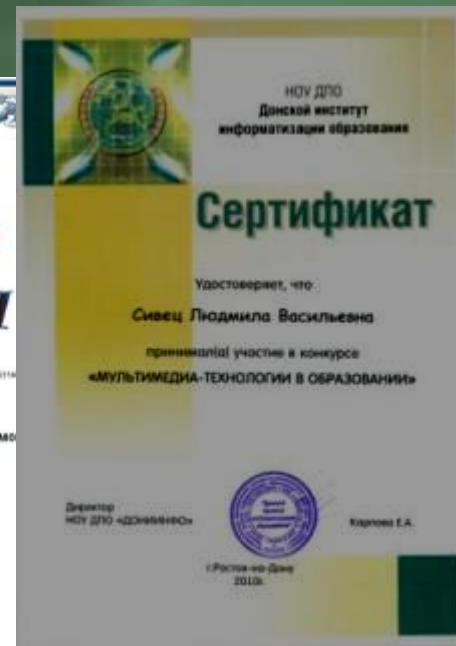 НОУ ДПО
Донской институт
информатизации образования
Сертификат
Удостоверяет, что
Сивец Людмила Васильевна
принимал(а) участие в конкурсе
«МУЛЬТИМЕДИА-ТЕХНОЛОГИИ В ОБРАЗОВАНИИ»
Директор
НОУ ДПО «ДОНИИНФО»
Карпова Е.А.
г.Ростов-на-Дону
2010г.